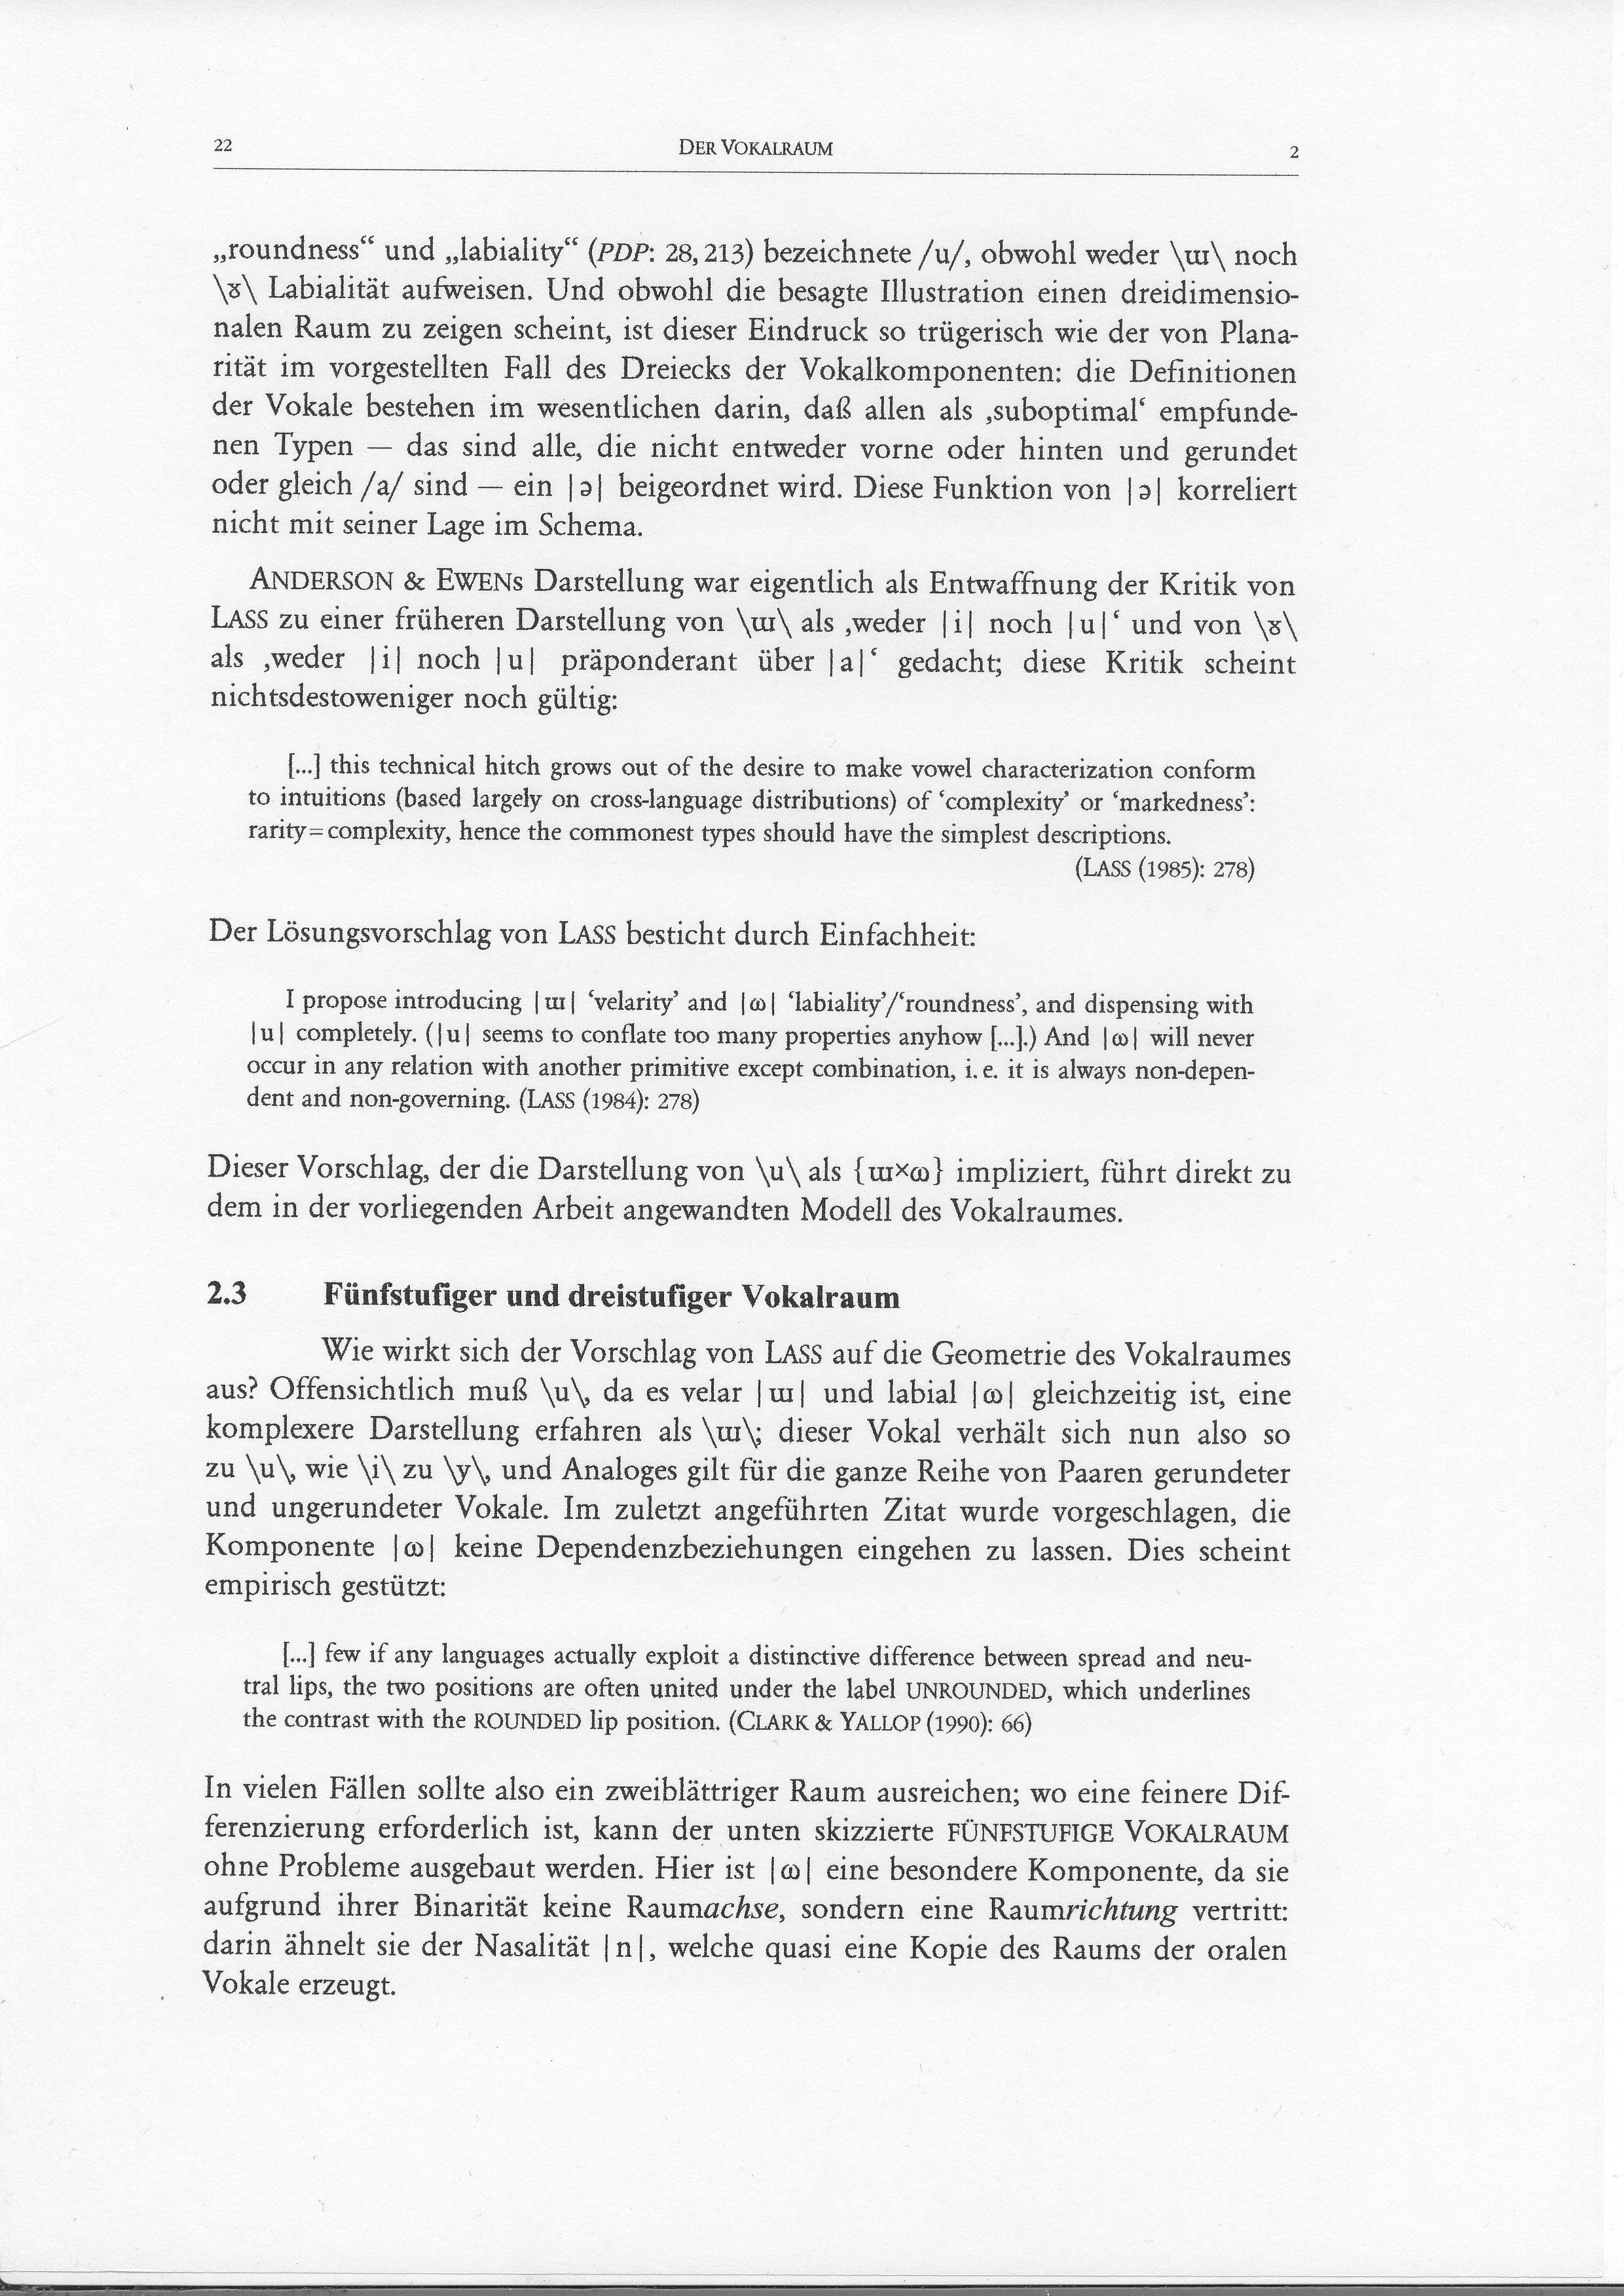 22 DER VOKALRAUM 2
„roundness“ und „labiality“ (PDP: 28, 213) bezeichnete /u/, obwohl weder \ɯ\ noch
\ɤ\ Labialität aufweisen. Und obwohl die besagte Illustration einen dreidimensio-
nalen Raum zu zeigen scheint, ist dieser Eindruck so trügerisch wie der von Plana-
rität im vorgestellten Fall des Dreiecks der Vokalkomponenten: die Definitionen
der Vokale bestehen im wesentlichen darin, daß allen als ‚suboptimal‘ empfunde-
nen Typen — das sind alle, die nicht entweder vorne oder hinten und gerundet
oder gleich /a/ sind — ein |ə| beigeordnet wird. Diese Funktion von |ə| korreliert
nicht mit seiner Lage im Schema.
ANDERSON & EWENs Darstellung war eigentlich als Entwaffnung der Kritik von
LASS zu einer früheren Darstellung von \ɯ\ als ‚weder |i| noch |u|‘ und von \ɤ\
als ‚weder |i| noch |u| präponderant über |a|‘ gedacht; diese Kritik scheint
nichtsdestoweniger noch gültig:
[...] this technical hitch grows out of the desire to make vowel characterization conform
to intuitions (based largely on cross-language distributions) of ‘complexity’ or ‘markedness’:
rarity=complexity, hence the commonest types should have the simplest descriptions.
(LASS (1985): 278)
Der Lösungsvorschlag von LASS besticht durch Einfachheit:
I propose introducing |ɯ| ‘velarity’ and |ω| ‘labiality’/‘roundness’, and dispensing with
|u| completely. (|u| seems to conflate too many properties anyhow [...].) And |ω| will never
occur in any relation with another primitive except combination, i. e. it is always non-depen-
dent and non-governing. (LASS (1984): 278)
Dieser Vorschlag, der die Darstellung von \u\ als {ɯ×ω} impliziert, führt direkt zu
dem in der vorliegenden Arbeit angewandten Modell des Vokalraumes.
2.3 Fünfstufiger und dreistufiger Vokalraum
Wie wirkt sich der Vorschlag von LASS auf die Geometrie des Vokalraumes
aus? Offensichtlich muß \u\, da es velar |ɯ| und labial |ω| gleichzeitig ist, eine
komplexere Darstellung erfahren als \ɯ\; dieser Vokal verhält sich nun also so
zu \u\, wie \i\ zu \y\, und Analoges gilt für die ganze Reihe von Paaren gerundeter
und ungerundeter Vokale. Im zuletzt angeführten Zitat wurde vorgeschlagen, die
Komponente |ω| keine Dependenzbeziehungen eingehen zu lassen. Dies scheint
empirisch gestützt:
[...] few if any languages actually exploit a distinctive difference between spread and neu-
tral lips, the two positions are often united under the label UNROUNDED, which underlines
the contrast with the ROUNDED lip position. (CLARK & YALLOP (1990): 66)
In vielen Fällen sollte also ein zweiblättriger Raum ausreichen; wo eine feinere Dif-
ferenzierung erforderlich ist, kann der unten skizzierte FÜNFSTUFIGE VOKALRAUM
ohne Probleme ausgebaut werden. Hier ist |ω| eine besondere Komponente, da sie
aufgrund ihrer Binarität keine Raumachse, sondern eine Raumrichtung vertritt:
darin ähnelt sie der Nasalität |n|, welche quasi eine Kopie des Raums der oralen
Vokale erzeugt.